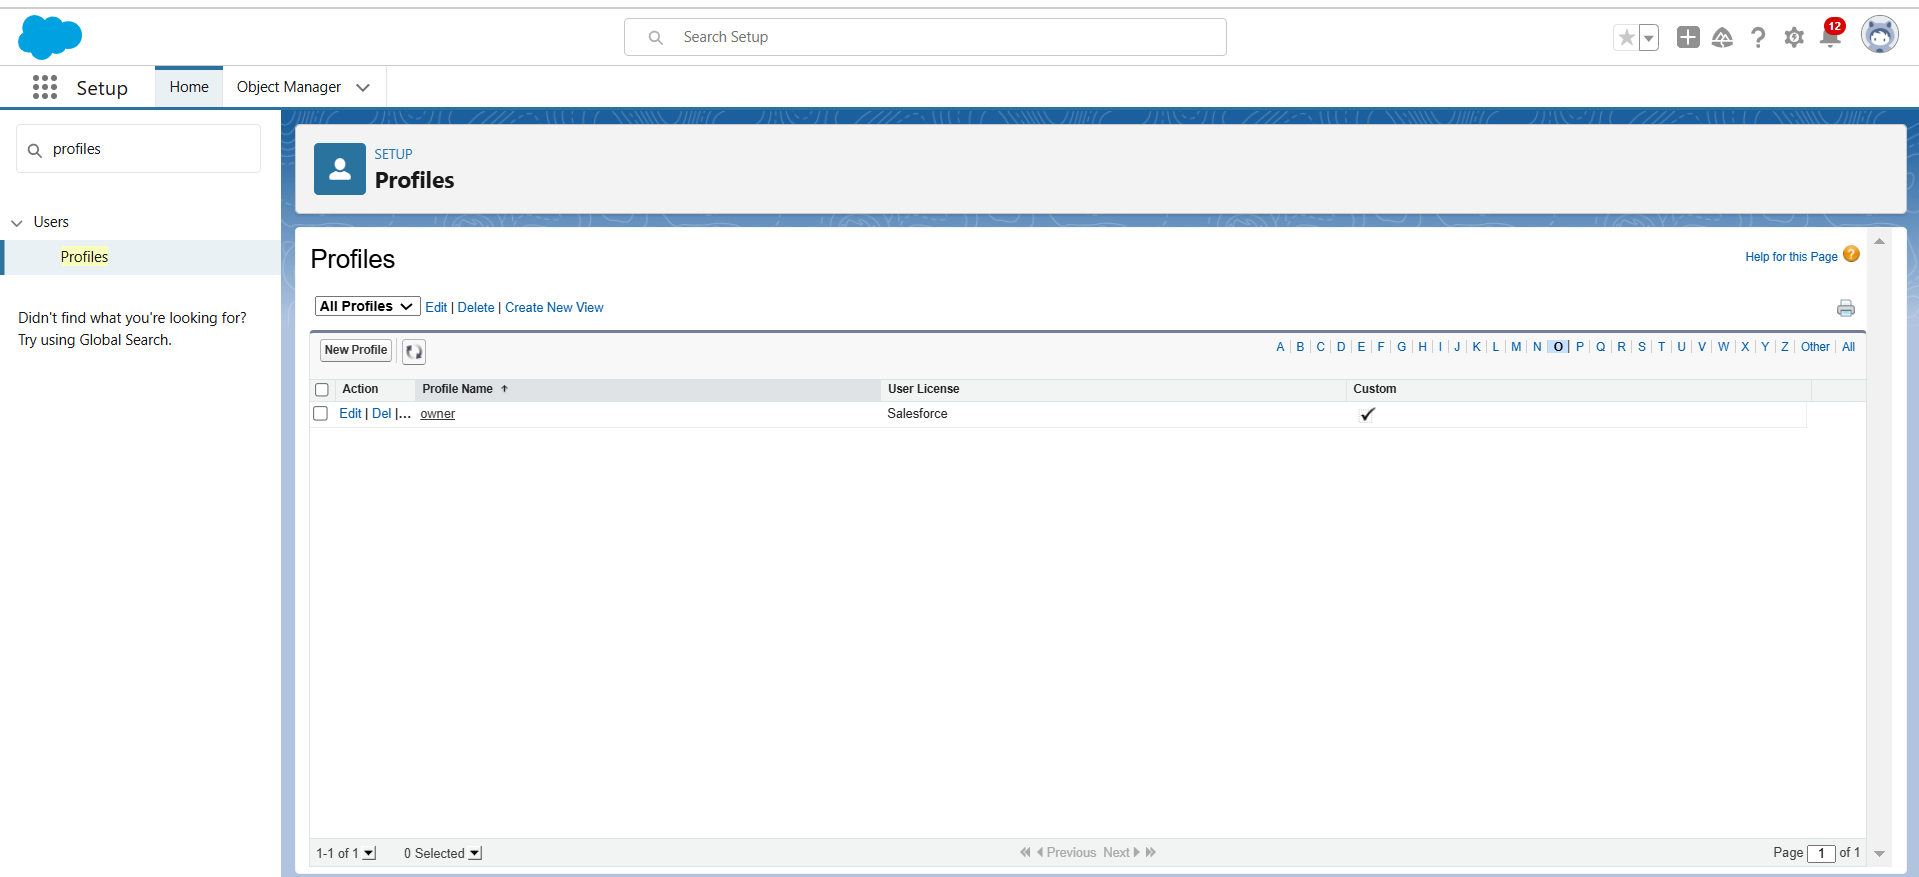 Search Setup
12
Setup
Home
Object Manager
profiles
Users
Profiles
Didn't find what you're looking for?
Try using Global Search.
SETUP
Profiles
Profiles
Help for this Page ?
All Profiles Edit | Delete | Create New View
New Profile
A | B | C | D | E | F | G | H | I | J | K | L | M | N | O | P | Q | R | S | T | U | V | W | X | Y | Z | Other | All
Action Profile Name User License Custom
Edit | Del |... owner Salesforce
1-1 of 1 0 Selected Previous Next Page 1 of 1